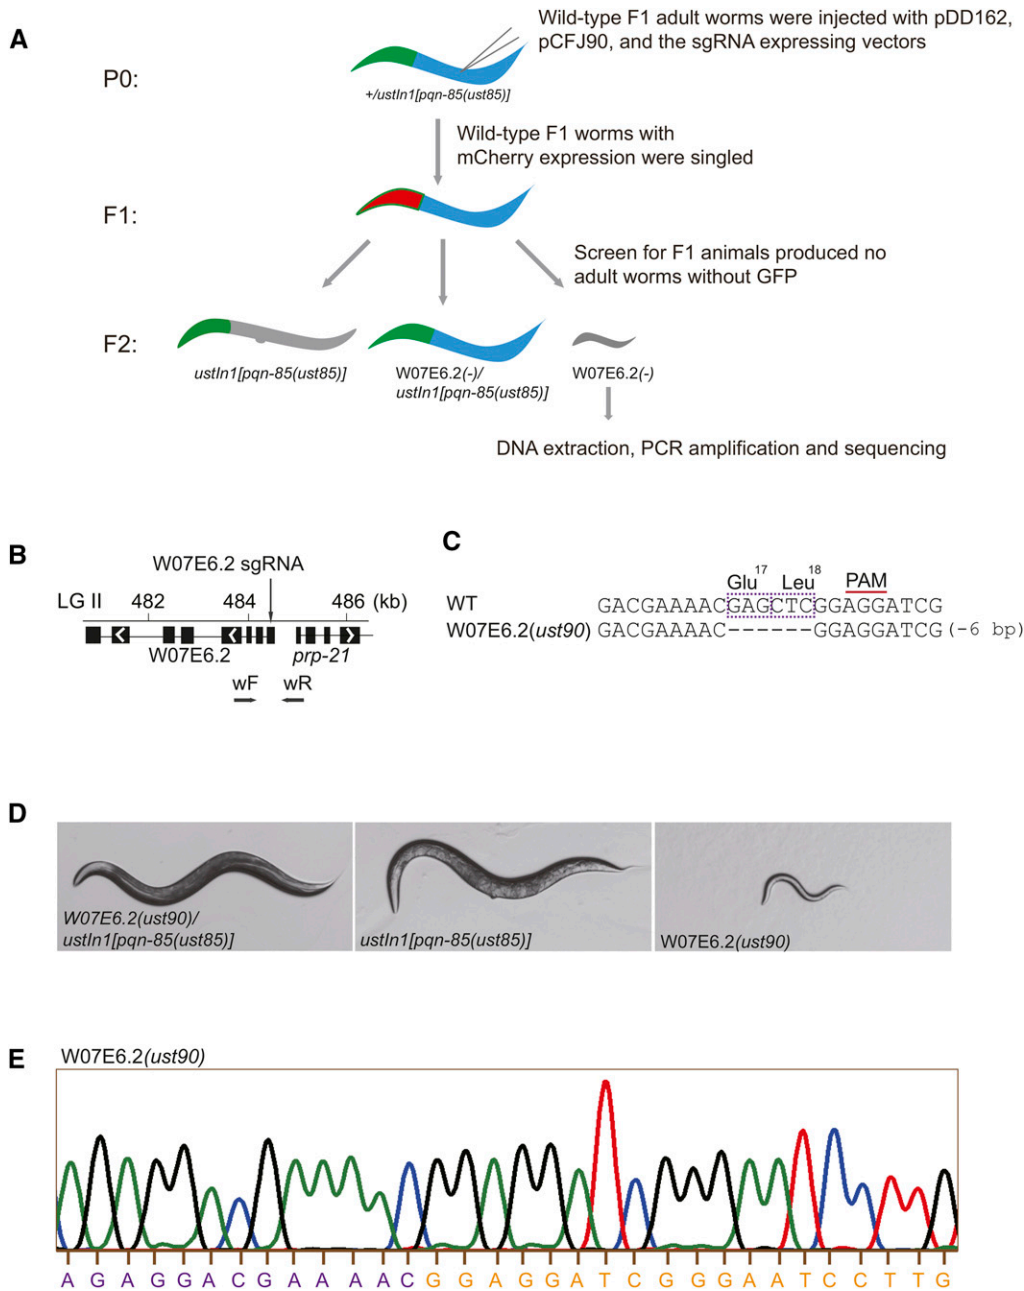 A
Wild-type F1 adult worms were injected with pDD162,
pCFJ90, and the sgRNA expressing vectors
P0:
+/ustIn1[pqn-85(ust85)]
Wild-type F1 worms with
mCherry expression were singled
F1:
Screen for F1 animals produced no
adult worms without GFP
F2:
ustIn1[pqn-85(ust85)]
W07E6.2(-)/
ustIn1[pqn-85(ust85)]
W07E6.2(-)
DNA extraction, PCR amplification and sequencing
B
W07E6.2 sgRNA
LG II 482 484 486 (kb)
W07E6.2 prp-21
wF wR
C
Glu17 Leu18 PAM
WT GACGAAAACGAGCTCGGAGGATCG
W07E6.2(ust90) GACGAAAAC------GGAGGATCG (-6 bp)
D
W07E6.2(ust90)/
ustIn1[pqn-85(ust85)]
ustIn1[pqn-85(ust85)]
W07E6.2(ust90)
E
W07E6.2(ust90)
A G A G G A C G A A A A C G G A G G A T C G G G A A T C C T T G